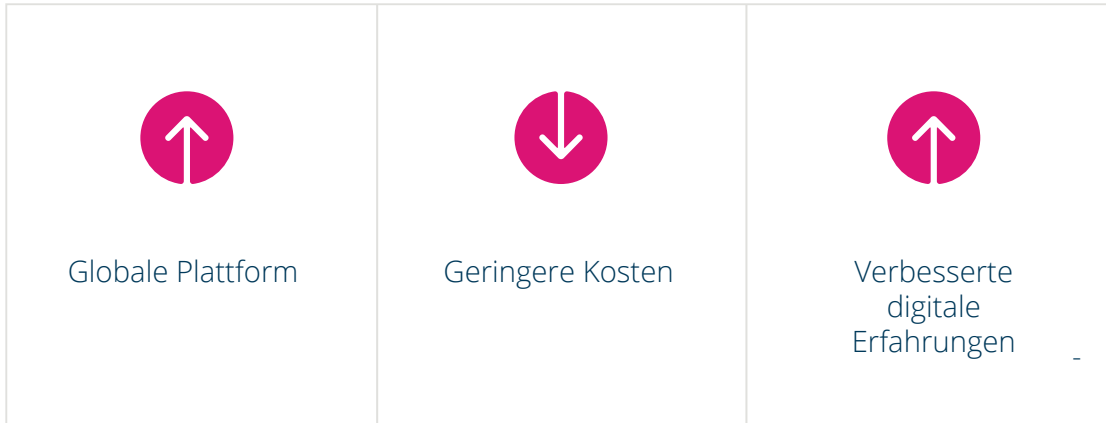 Globale Plattform
Geringere Kosten
Verbesserte
digitale
Erfahrungen
-